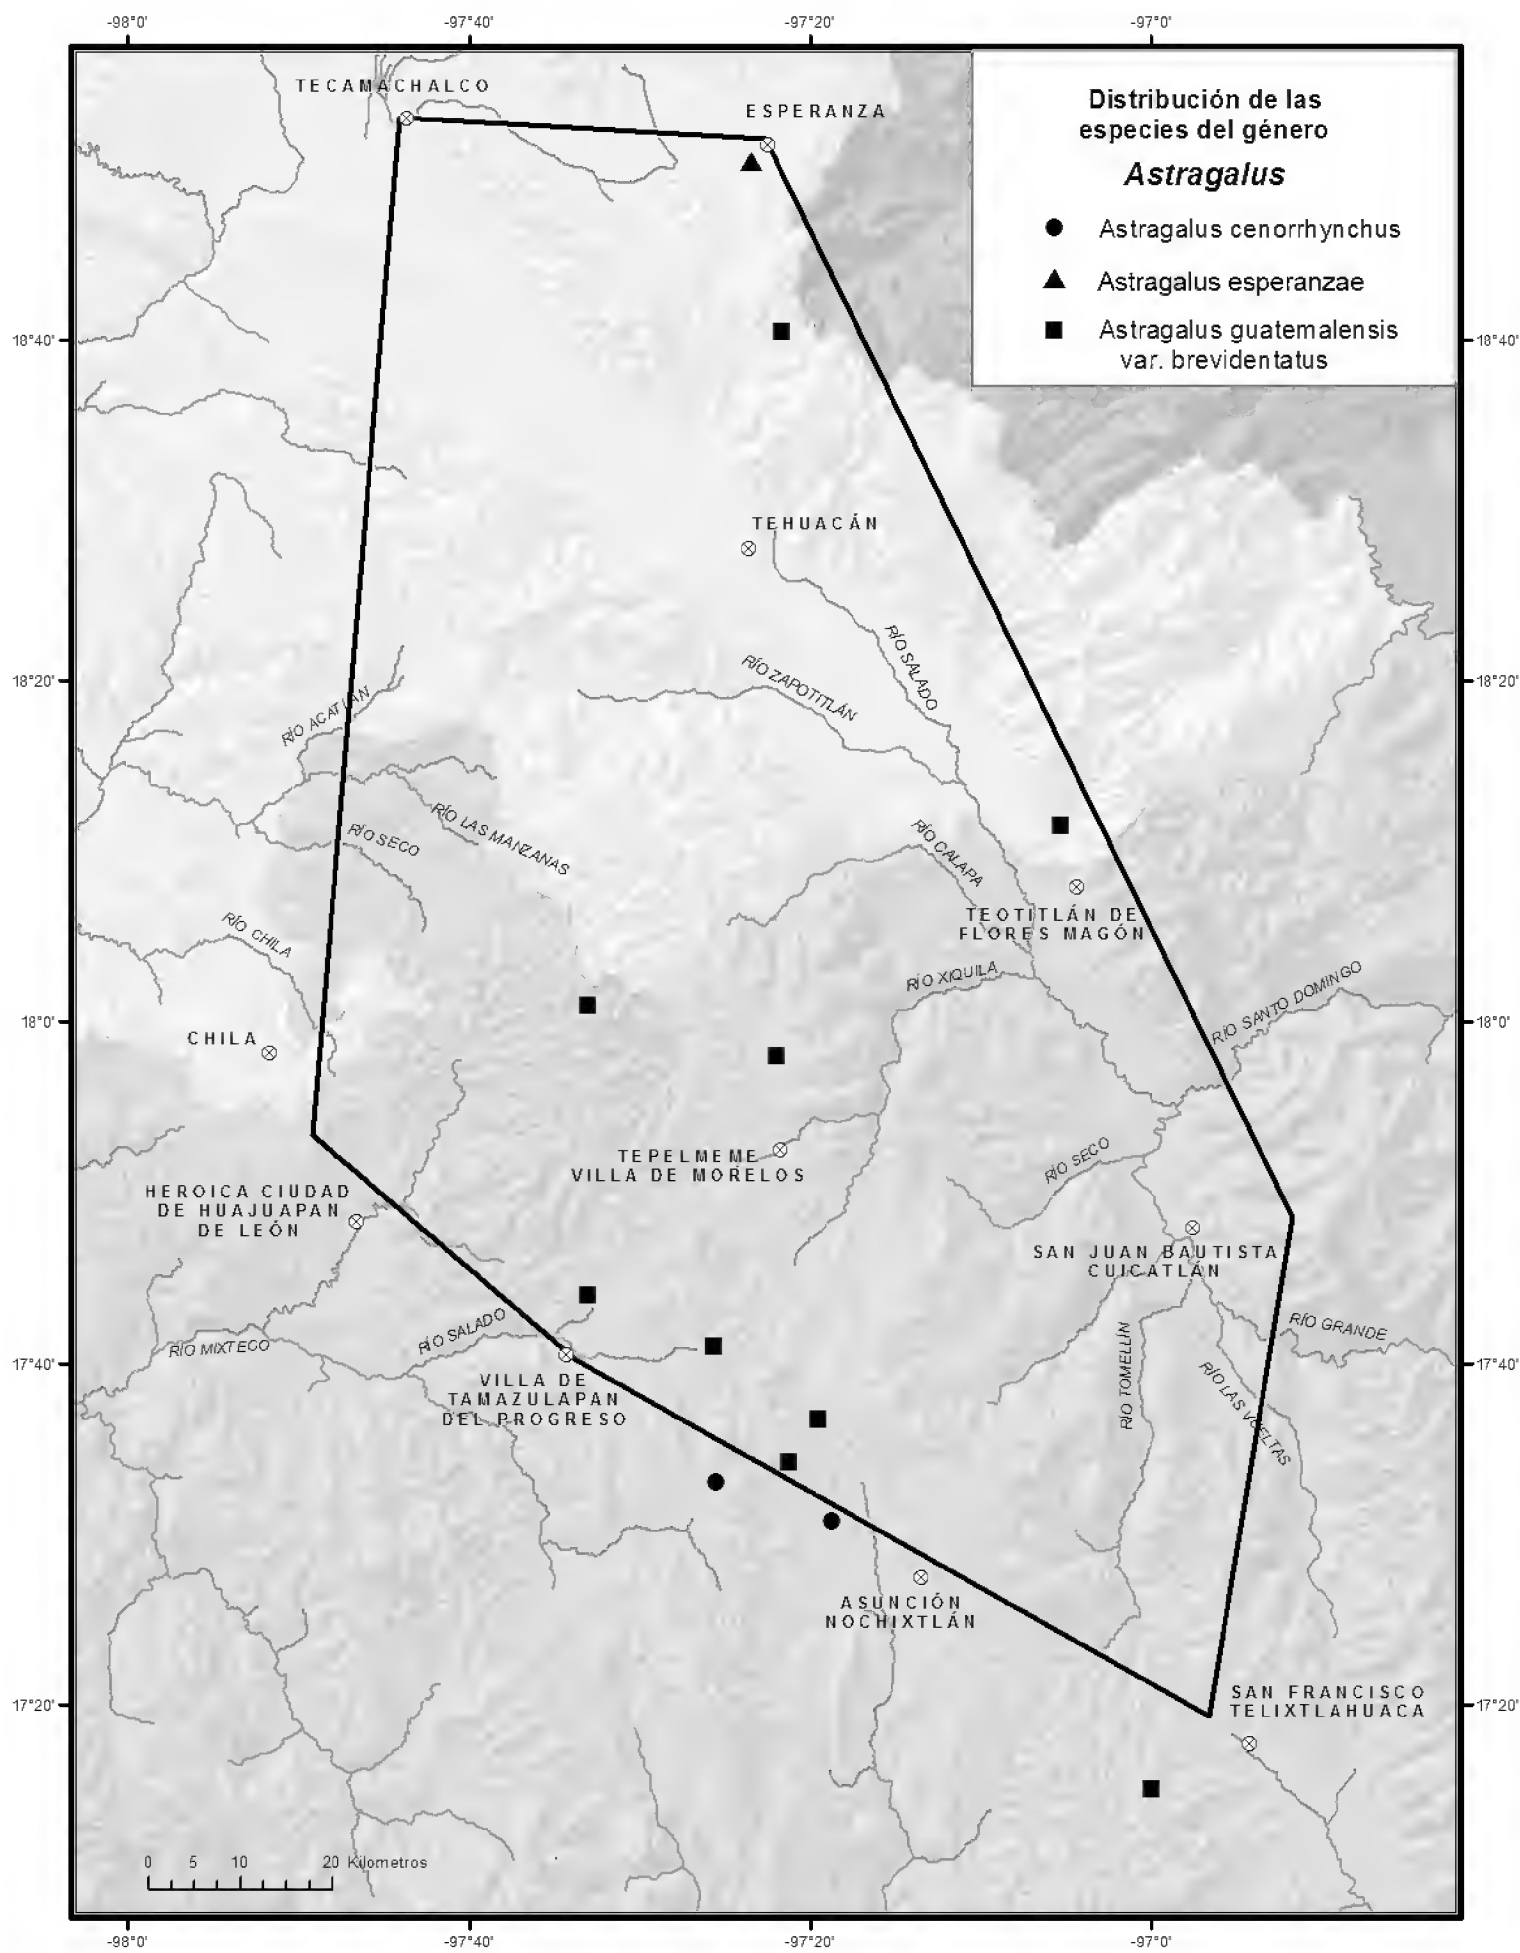 -98°0'
-97°40'
-97°20'
-97°0'
TECAMACHALCO
ESPERANZA
Distribución de las
especies del género
Astragalus
Astragalus cenorrhynchus
Astragalus esperanzae
Astragalus guatemalensis
var. brevidentatus
18°40'
18°40'
TEHUACÁN
RÍO SALADO
RÍO ZAPOTITLÁN
18°20'
18°20'
RÍO ACATLÁN
RÍO LAS MANZANAS
RÍO SECO
RÍO CALAPA
TEOTITLÁN DE
FLORES MAGÓN
RÍO CHILA
RÍO XIQUILA
RÍO SANTO DOMINGO
18°0'
18°0'
CHILA
TEPELMEME
VILLA DE MORELOS
RÍO SECO
HEROICA CIUDAD
DE HUAJUAPAN
DE LEÓN
SAN JUAN BAUTISTA
CUICATLÁN
RÍO MIXTECO
RÍO SALADO
RÍO GRANDE
17°40'
17°40'
VILLA DE
TAMAZULAPAN
DEL PROGRESO
RÍO TOMELLÍN
RÍO LAS VUELTAS
ASUNCIÓN
NOCHIXTLÁN
17°20'
17°20'
SAN FRANCISCO
TELIXTLAHUACA
0 5 10 20 Kilometros
-98°0'
-97°40'
-97°20'
-97°0'